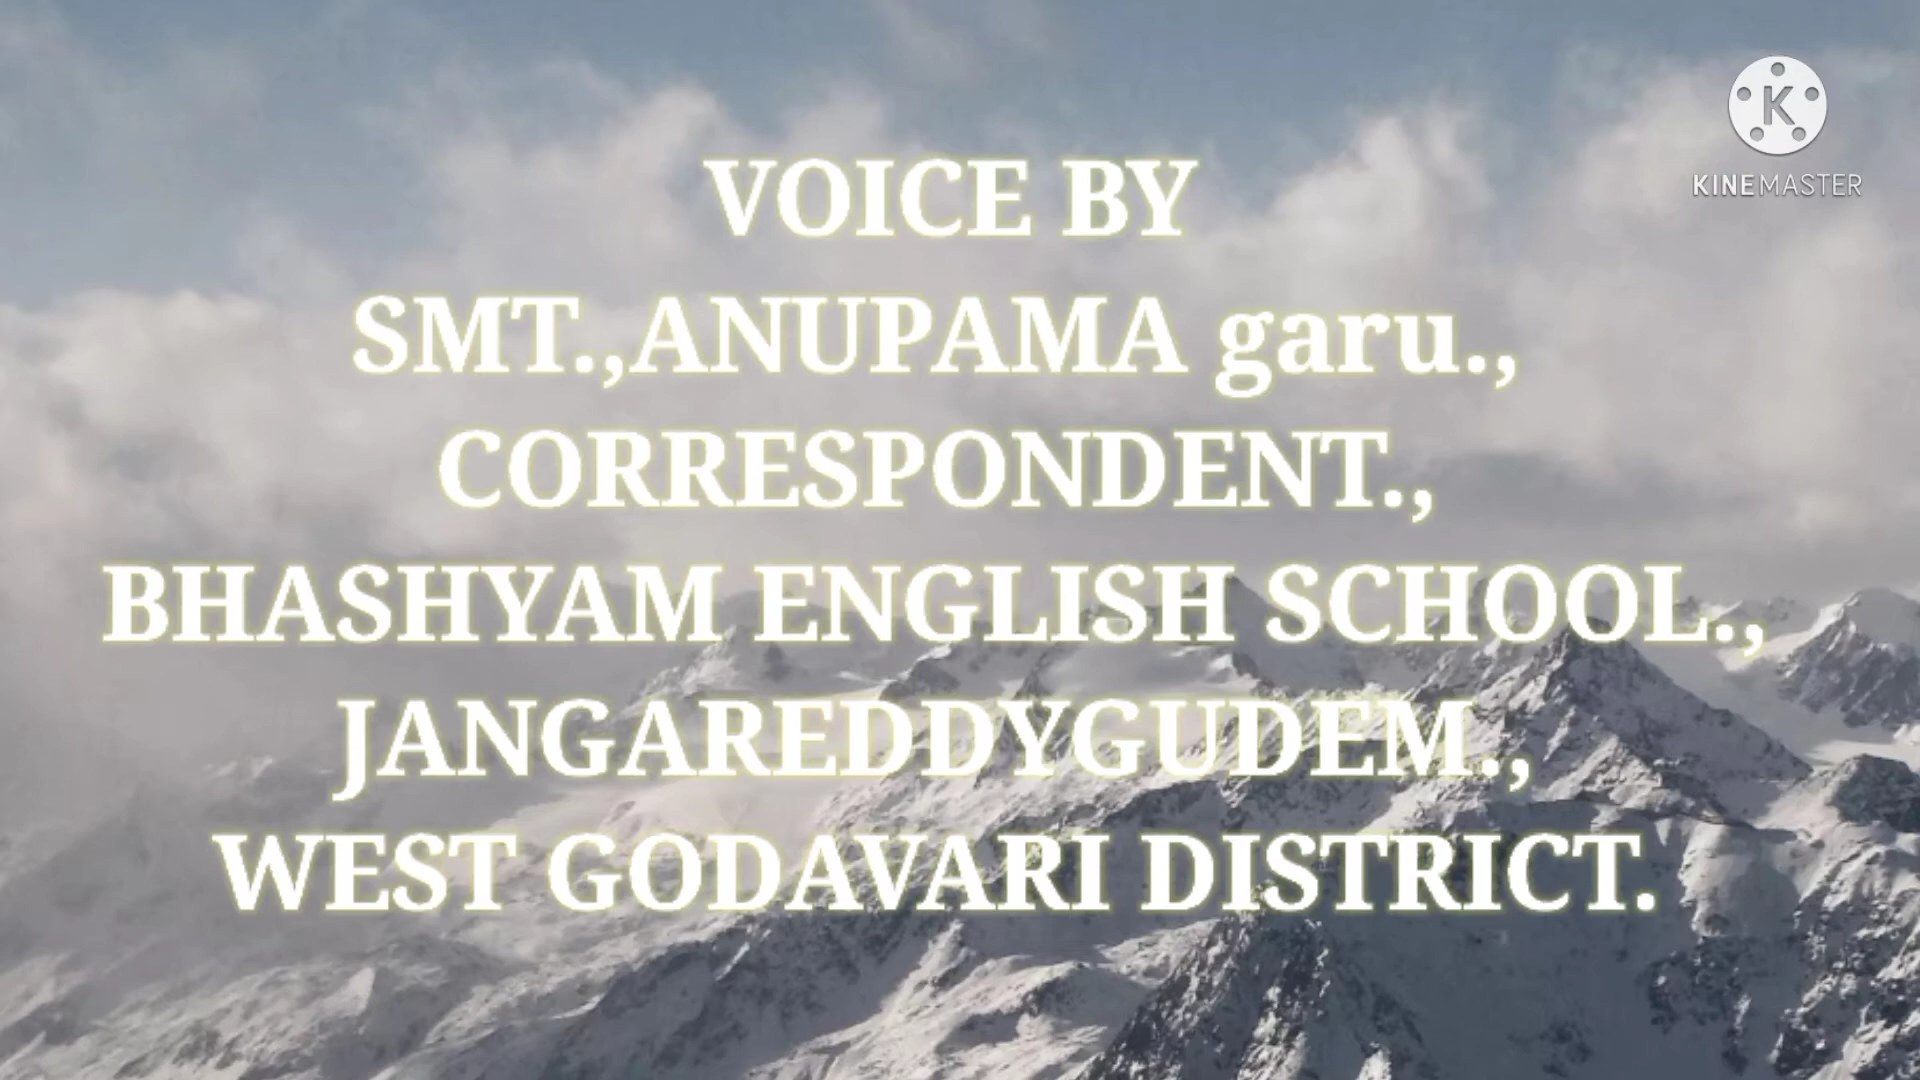 VOICE BY
SMT.,ANUPAMA garu.,
CORRESPONDENT.,
BHASHYAM ENGLISH SCHOOL.,
JANGAREDDYGUDEM.,
WEST GODAVARI DISTRICT.
K
KINEMASTER